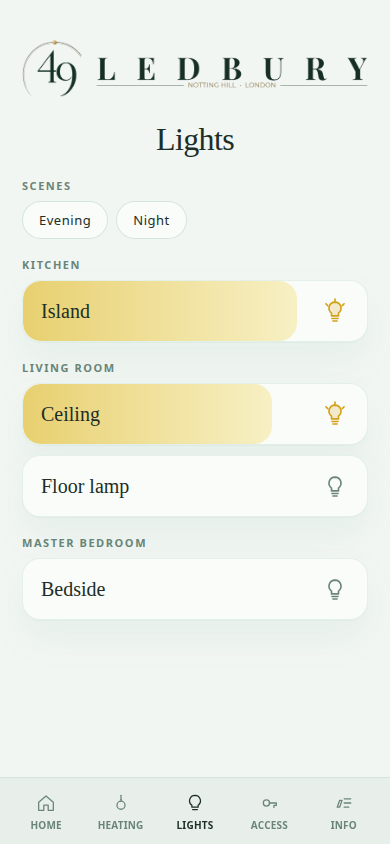 49 LEDBURY
NOTTING HILL · LONDON
Lights
SCENES
Evening Night
KITCHEN
Island
LIVING ROOM
Ceiling
Floor lamp
MASTER BEDROOM
Bedside
HOME HEATING LIGHTS ACCESS INFO